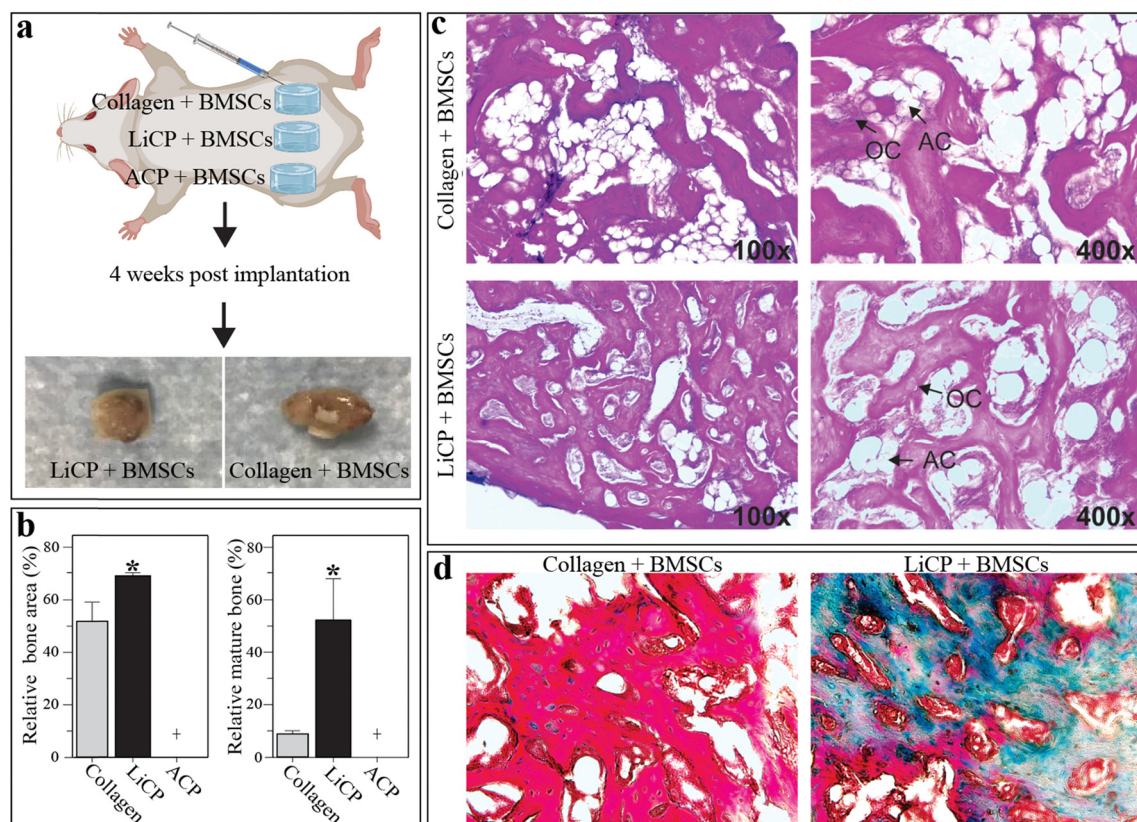 a
Collagen + BMSCs
LiCP + BMSCs
ACP + BMSCs
4 weeks post implantation
LiCP + BMSCs
Collagen + BMSCs
b
Relative bone area (%)
80
60
40
20
0
*
+
Collagen
LiCP
ACP
Relative mature bone (%)
80
60
40
20
0
*
+
Collagen
LiCP
ACP
c
Collagen + BMSCs
100x
OC
AC
400x
LiCP + BMSCs
100x
OC
AC
400x
d
Collagen + BMSCs
LiCP + BMSCs